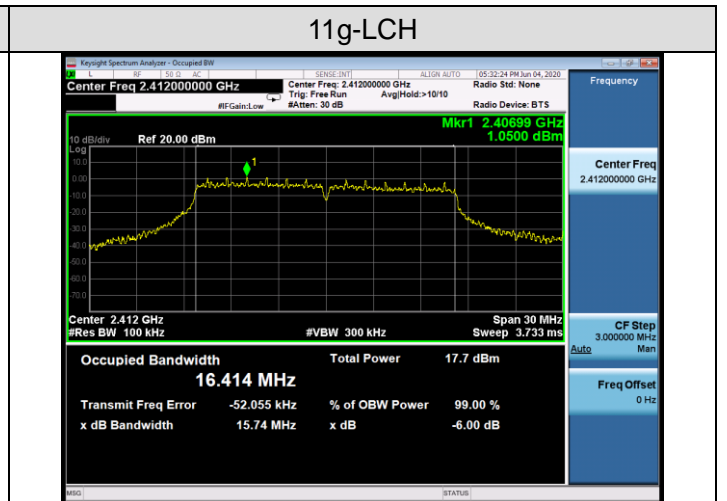 11g-LCH
Keysight Spectrum Analyzer - Occupied BW
L RF 50 Ω AC SENSE:INT ALIGN AUTO 05:32:24 PM Jun 04, 2020
Center Freq 2.412000000 GHz
Center Freq: 2.412000000 GHz
Radio Std: None
Trig: Free Run Avg|Hold:>10/10
#IFGain:Low
#Atten: 30 dB
Radio Device: BTS
Frequency
Mkr1 2.40699 GHz
1.0500 dBm
10 dB/div Ref 20.00 dBm
Log
10.0
0.00
-10.0
-20.0
-30.0
-40.0
-50.0
-60.0
-70.0
1
Center Freq
2.412000000 GHz
Center 2.412 GHz Span 30 MHz
#Res BW 100 kHz #VBW 300 kHz Sweep 3.733 ms
CF Step
3.000000 MHz
Auto Man
Occupied Bandwidth Total Power 17.7 dBm
16.414 MHz
Transmit Freq Error -52.055 kHz % of OBW Power 99.00 %
x dB Bandwidth 15.74 MHz x dB -6.00 dB
Freq Offset
0 Hz
MSG STATUS